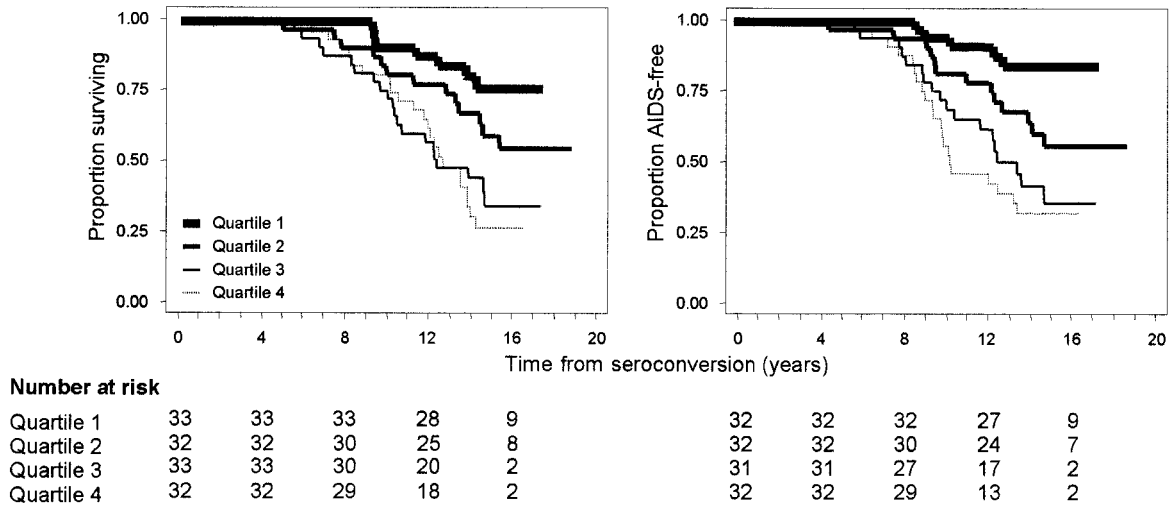 Proportion surviving
1.00
0.75
0.50
0.25
0.00
Quartile 1
Quartile 2
Quartile 3
Quartile 4
0 4 8 12 16 20
Proportion AIDS-free
1.00
0.75
0.50
0.25
0.00
0 4 8 12 16 20
Time from seroconversion (years)
Number at risk
Quartile 1 33 33 33 28 9 32 32 32 27 9
Quartile 2 32 32 30 25 8 32 32 30 24 7
Quartile 3 33 33 30 20 2 31 31 27 17 2
Quartile 4 32 32 29 18 2 32 32 29 13 2